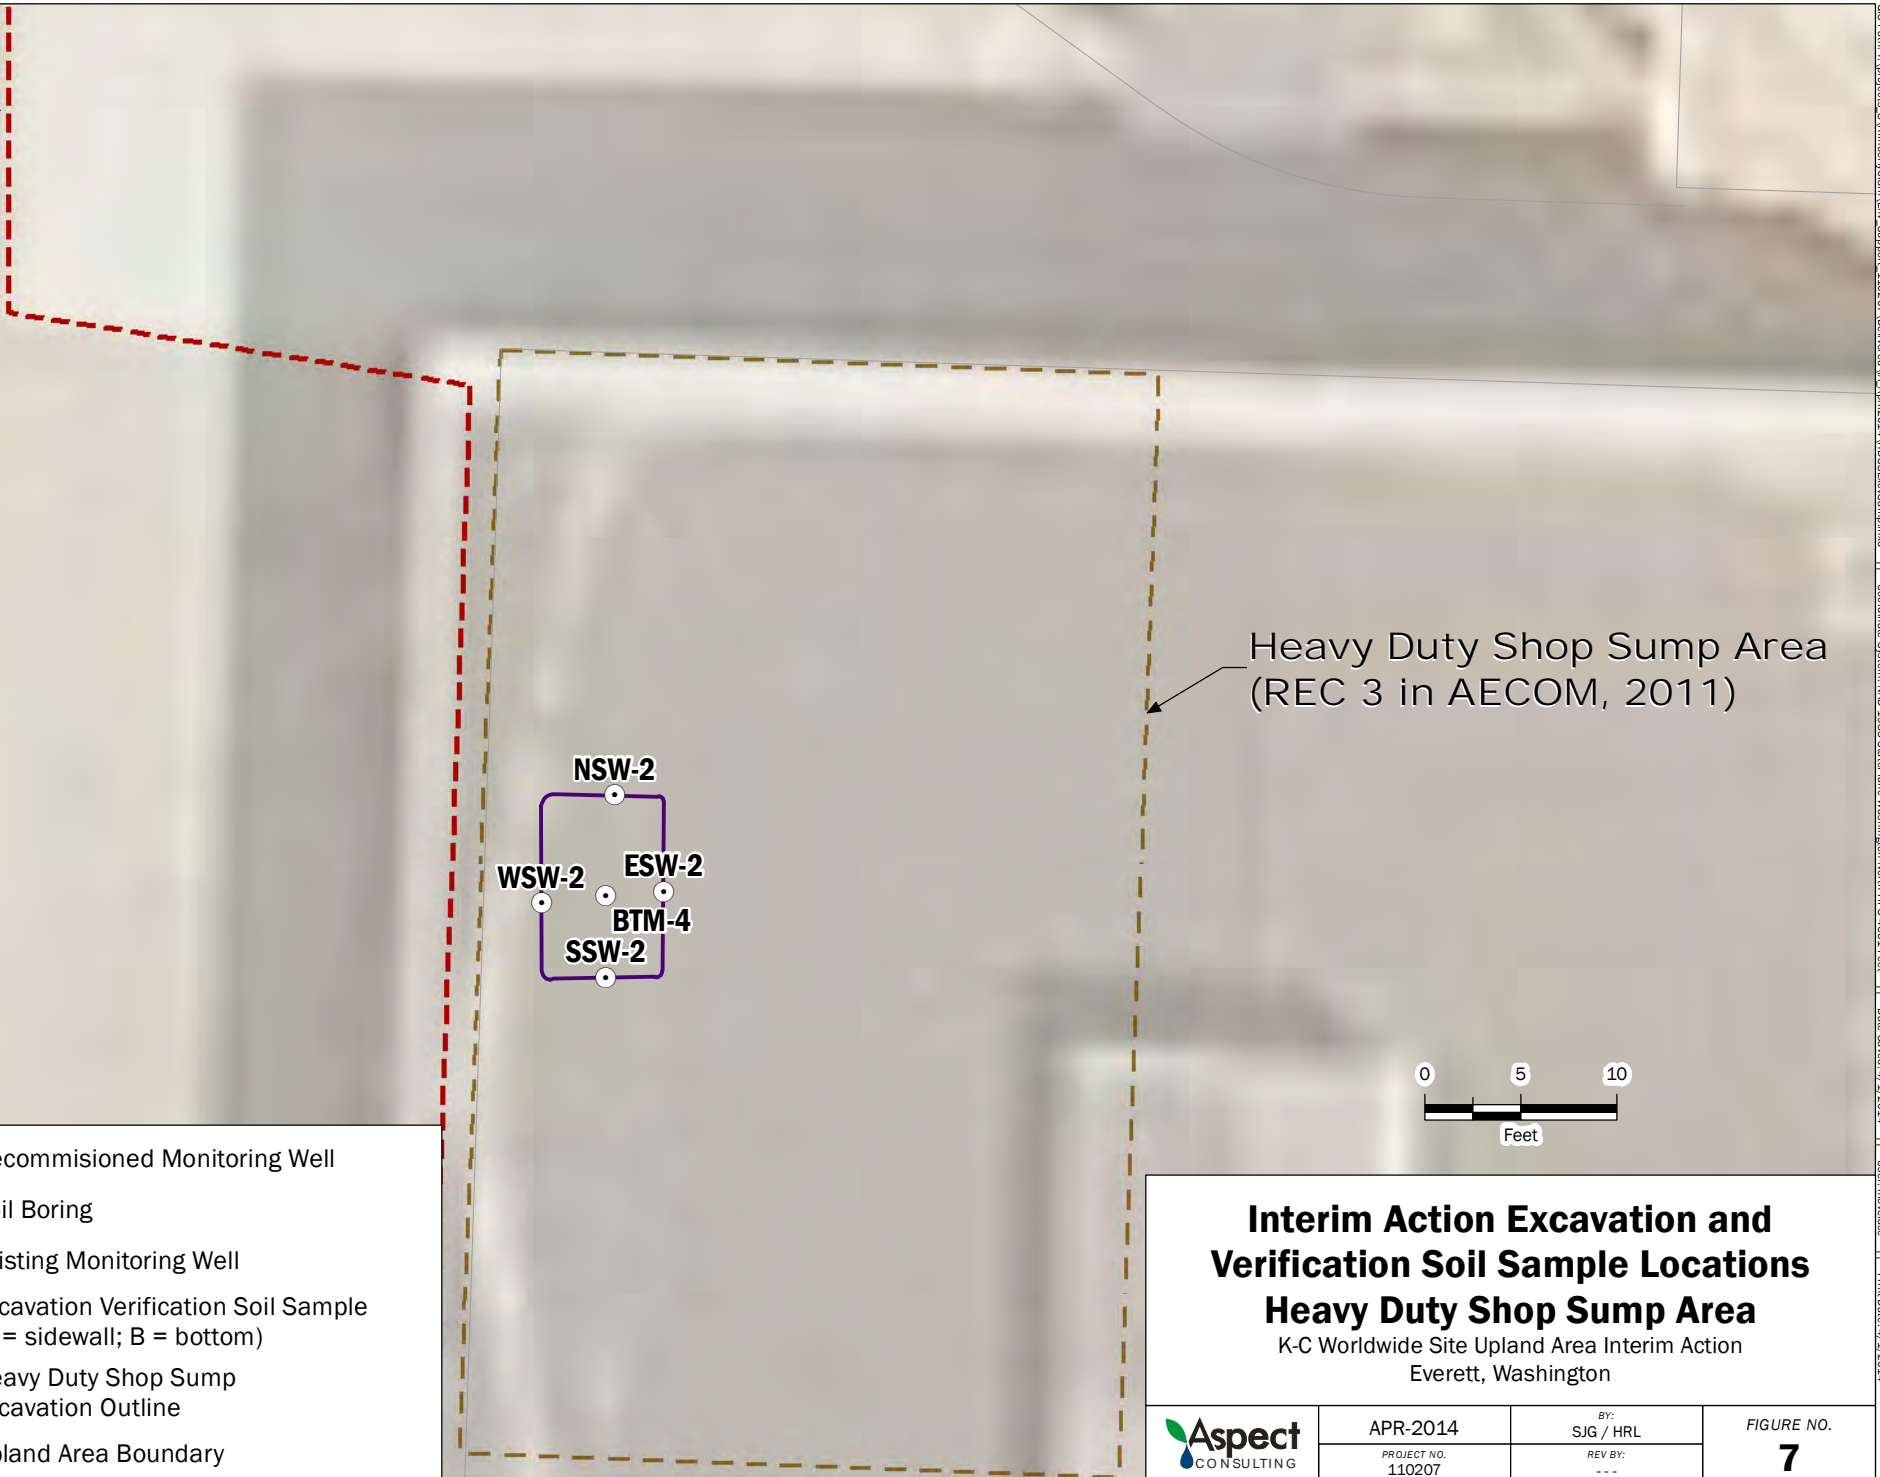 Heavy Duty Shop Sump Area
(REC 3 in AECOM, 2011)
NSW-2
ESW-2
WSW-2
BTM-4
SSW-2
0 5 10
Feet
ecommisioned Monitoring Well
il Boring
isting Monitoring Well
cavation Verification Soil Sample
= sidewall; B = bottom)
eavy Duty Shop Sump
cavation Outline
pland Area Boundary
Interim Action Excavation and
Verification Soil Sample Locations
Heavy Duty Shop Sump Area
K-C Worldwide Site Upland Area Interim Action
Everett, Washington
Aspect
CONSULTING
APR-2014
PROJECT NO.
110207
BY:
SJG / HRL
REV BY:
- - -
FIGURE NO.
7